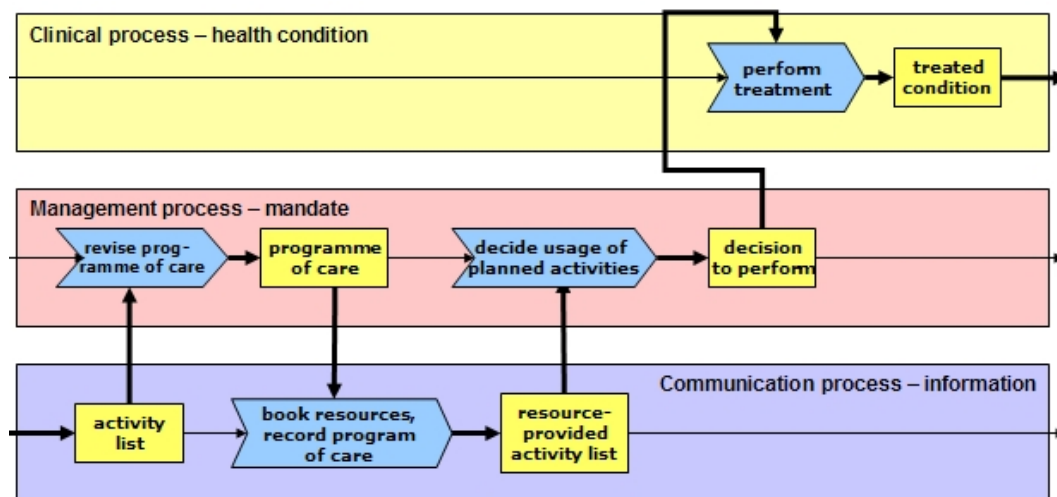 Clinical process – health condition
perform
treatment
treated
condition
Management process – mandate
revise prog-
ramme of care
programme
of care
decide usage of
planned activities
decision
to perform
Communication process – information
activity
list
book resources,
record program
of care
resource-
provided
activity list